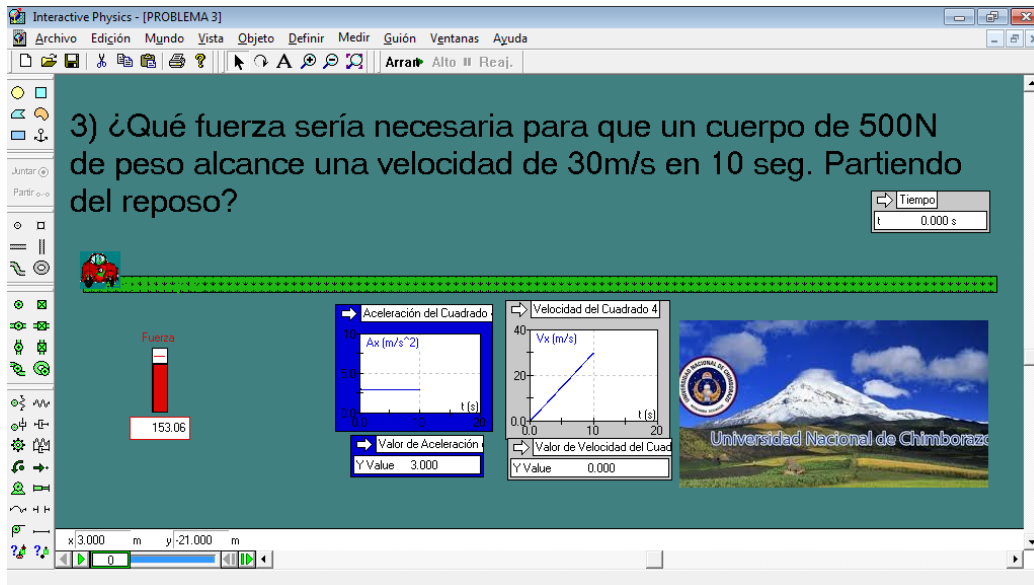 Interactive Physics - [PROBLEMA 3]
Archivo Edición Mundo Vista Objeto Definir Medir Guión Ventanas Ayuda
Arran Alto Reaj.
3) ¿Qué fuerza sería necesaria para que un cuerpo de 500N
de peso alcance una velocidad de 30m/s en 10 seg. Partiendo
del reposo?
Juntar
Partir
Tiempo
t 0.000 s
Fuerza
153.06
Aceleración del Cuadrado
Ax (m/s^2)
10
5.0
0.0
t (s)
0.0 10 20
Valor de Aceleración
Y Value 3.000
Velocidad del Cuadrado 4
Vx (m/s)
40
20
0.0
t (s)
0.0 10 20
Valor de Velocidad del Cuad
Y Value 0.000
Universidad Nacional de Chimborazo
x 3.000 m y -21.000 m
0